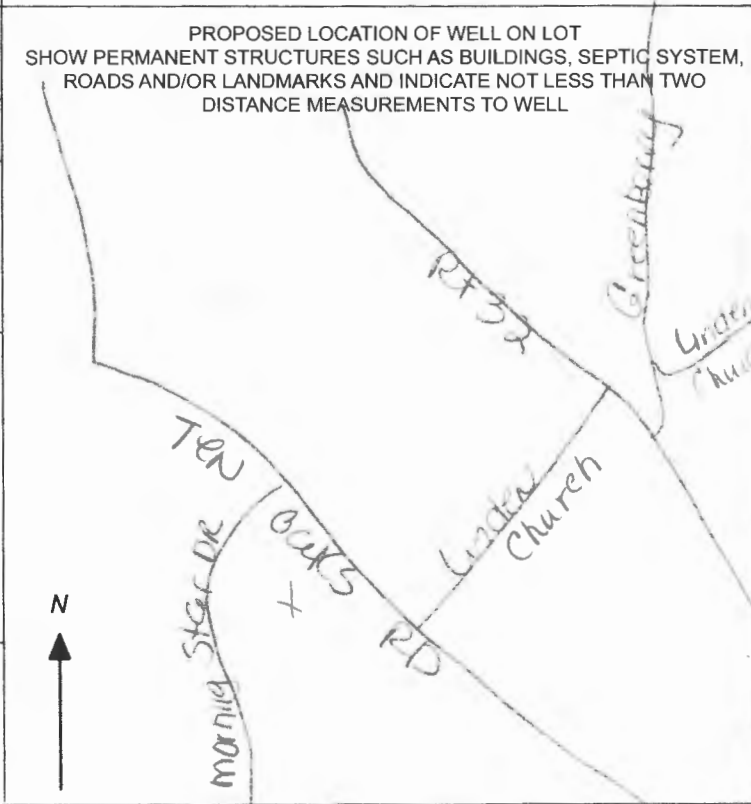 PROPOSED LOCATION OF WELL ON LOT
SHOW PERMANENT STRUCTURES SUCH AS BUILDINGS, SEPTIC SYSTEM,
ROADS AND/OR LANDMARKS AND INDICATE NOT LESS THAN TWO
DISTANCE MEASUREMENTS TO WELL
Greenberry
Rt 32
Linden
Chu
TEN
OAKS
RD
Linden
Church
X
Morning Star DR
N